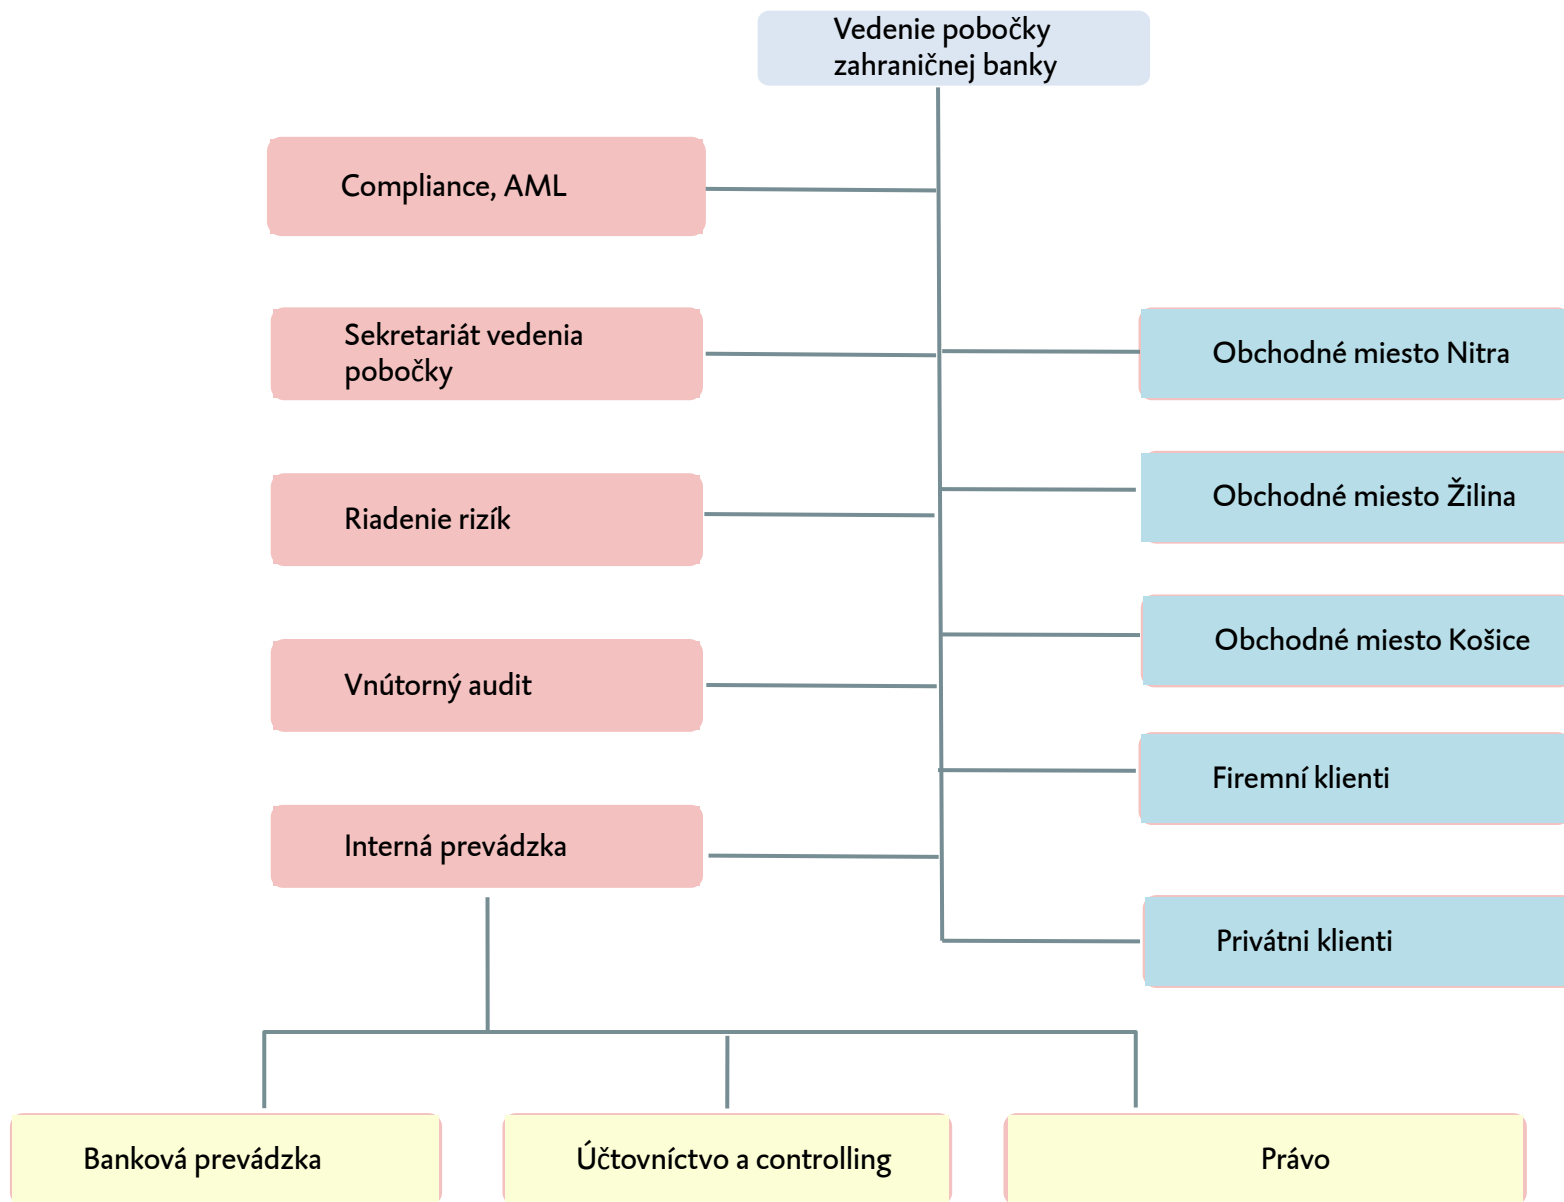 Vedenie pobočky
zahraničnej banky
Compliance, AML
Sekretariát vedenia
pobočky
Obchodné miesto Nitra
Obchodné miesto Žilina
Riadenie rizík
Obchodné miesto Košice
Vnútorný audit
Firemní klienti
Interná prevádzka
Privátni klienti
Banková prevádzka
Účtovníctvo a controlling
Právo